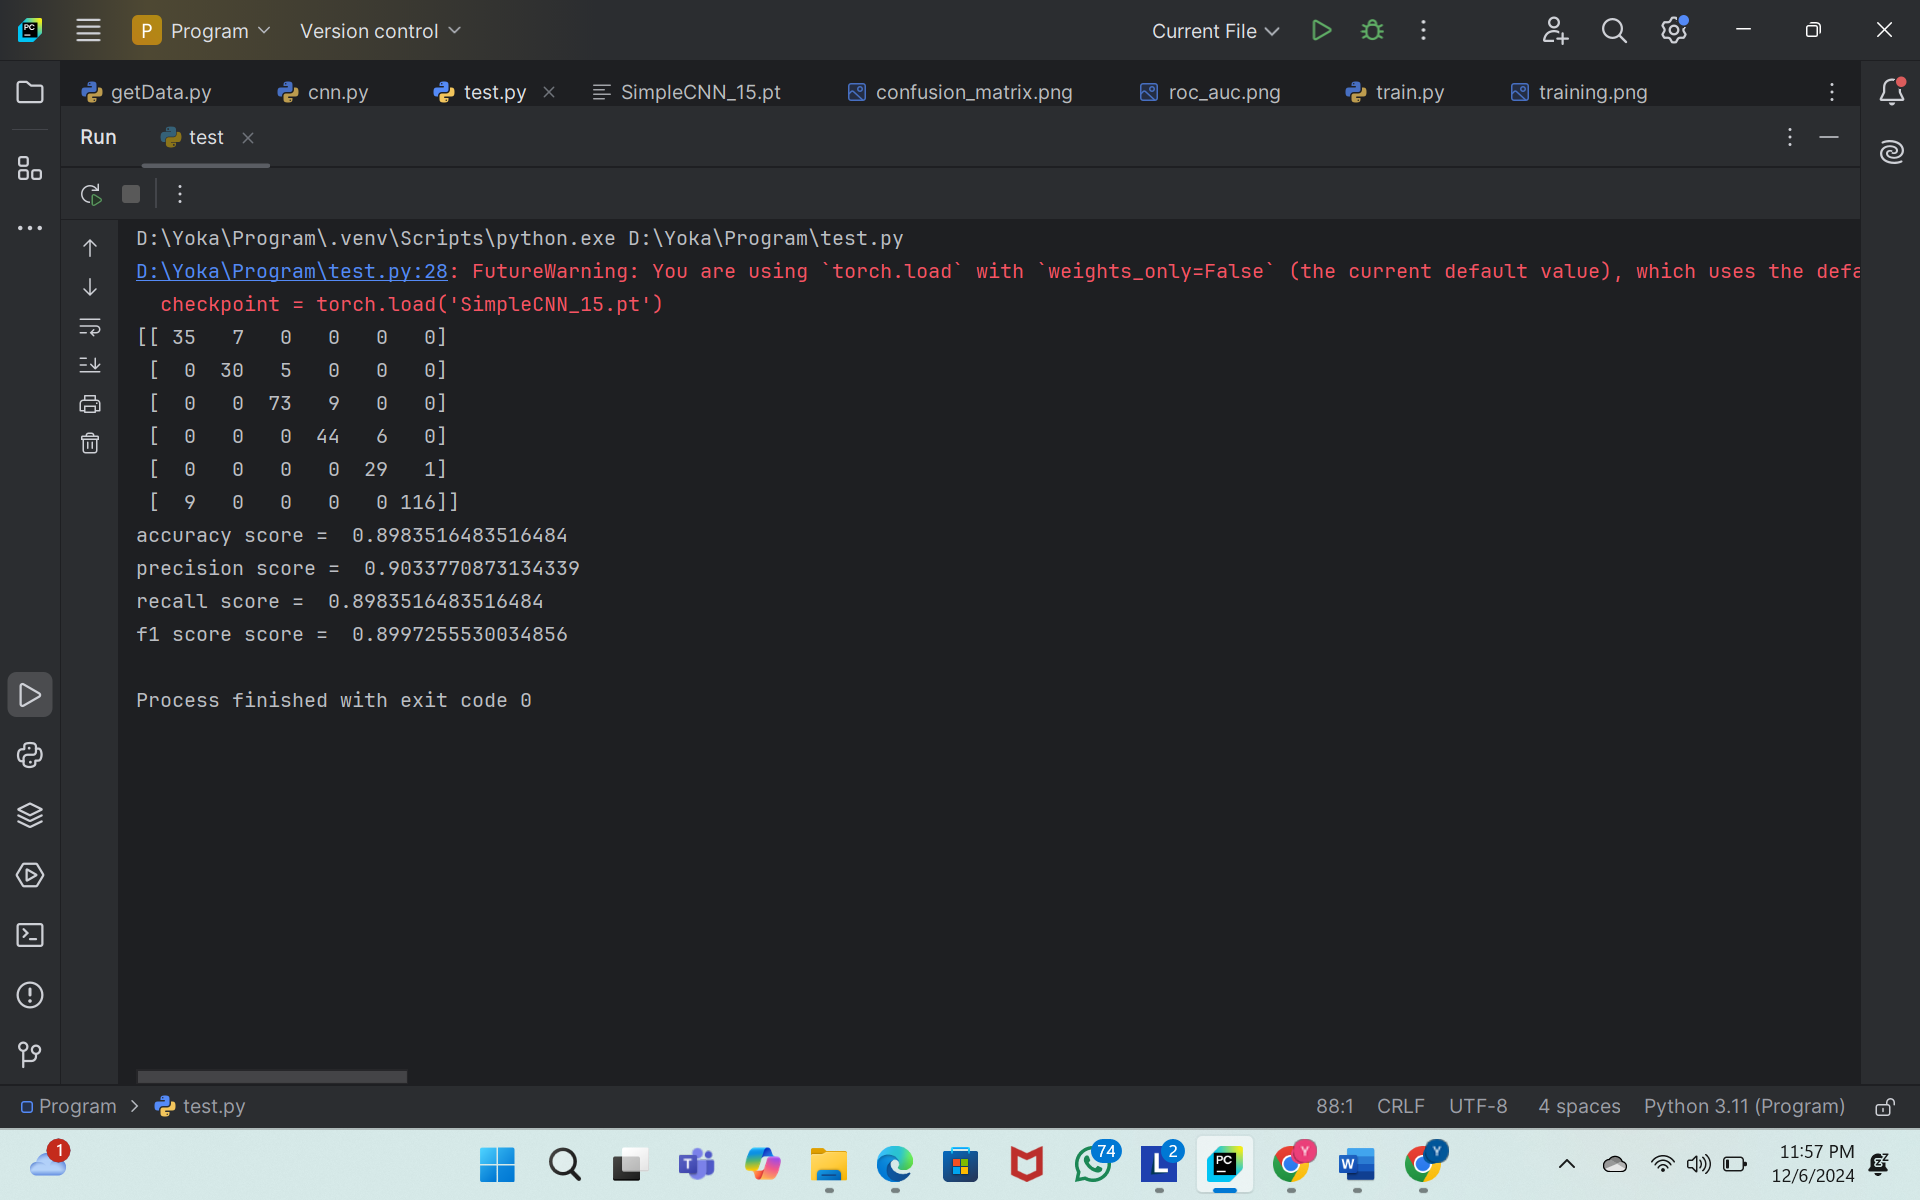 PC P Program Version control Current File
getData.py cnn.py test.py SimpleCNN_15.pt confusion_matrix.png roc_auc.png train.py training.png
Run test
D:\Yoka\Program\.venv\Scripts\python.exe D:\Yoka\Program\test.py
D:\Yoka\Program\test.py:28: FutureWarning: You are using `torch.load` with `weights_only=False` (the current default value), which uses the defa
checkpoint = torch.load('SimpleCNN_15.pt')
[[ 35 7 0 0 0 0]
[ 0 30 5 0 0 0]
[ 0 0 73 9 0 0]
[ 0 0 0 44 6 0]
[ 0 0 0 0 29 1]
[ 9 0 0 0 0 116]]
accuracy score = 0.8983516483516484
precision score = 0.9033770873134339
recall score = 0.8983516483516484
f1 score score = 0.8997255530034856
Process finished with exit code 0
Program > test.py 88:1 CRLF UTF-8 4 spaces Python 3.11 (Program)
1 T 74 L 2 PC Y W Y 11:57 PM
12/6/2024